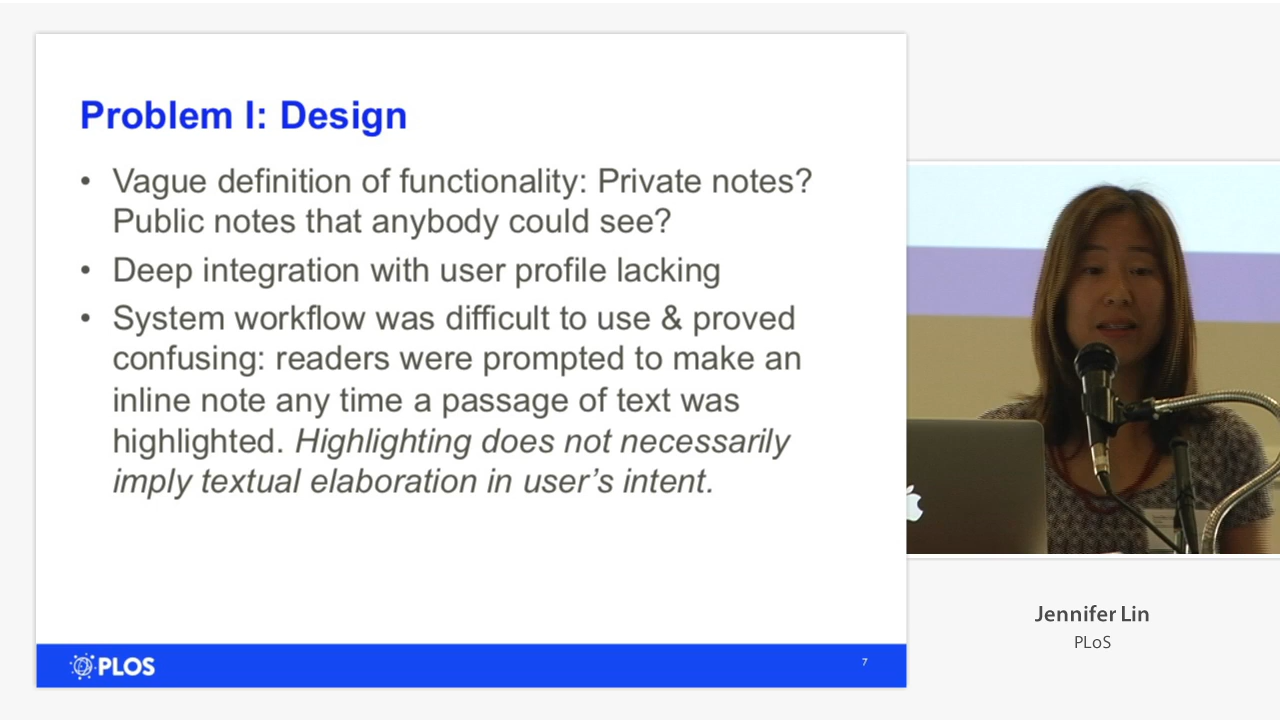 Problem I: Design
• Vague definition of functionality: Private notes?
Public notes that anybody could see?
• Deep integration with user profile lacking
• System workflow was difficult to use & proved
confusing: readers were prompted to make an
inline note any time a passage of text was
highlighted. Highlighting does not necessarily
imply textual elaboration in user’s intent.
PLOS
7
Jennifer Lin
PLoS